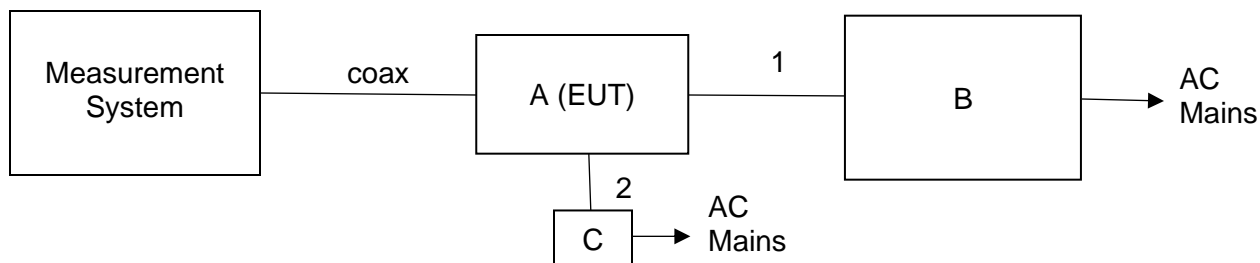 Measurement
System
coax
A (EUT)
1
B
AC
Mains
2
C
AC
Mains